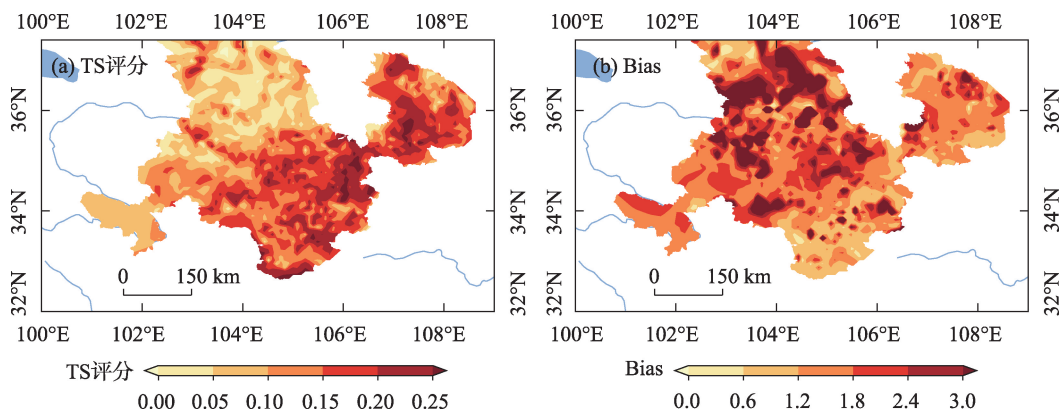 100°E 102°E 104°E 106°E 108°E
(a) TS评分
36°N
34°N
32°N
0 150 km
100°E 102°E 104°E 106°E 108°E
TS评分
0.00 0.05 0.10 0.15 0.20 0.25
100°E 102°E 104°E 106°E 108°E
(b) Bias
36°N 36°N
34°N 34°N
32°N 32°N
0 150 km
100°E 102°E 104°E 106°E 108°E
Bias
0.0 0.6 1.2 1.8 2.4 3.0